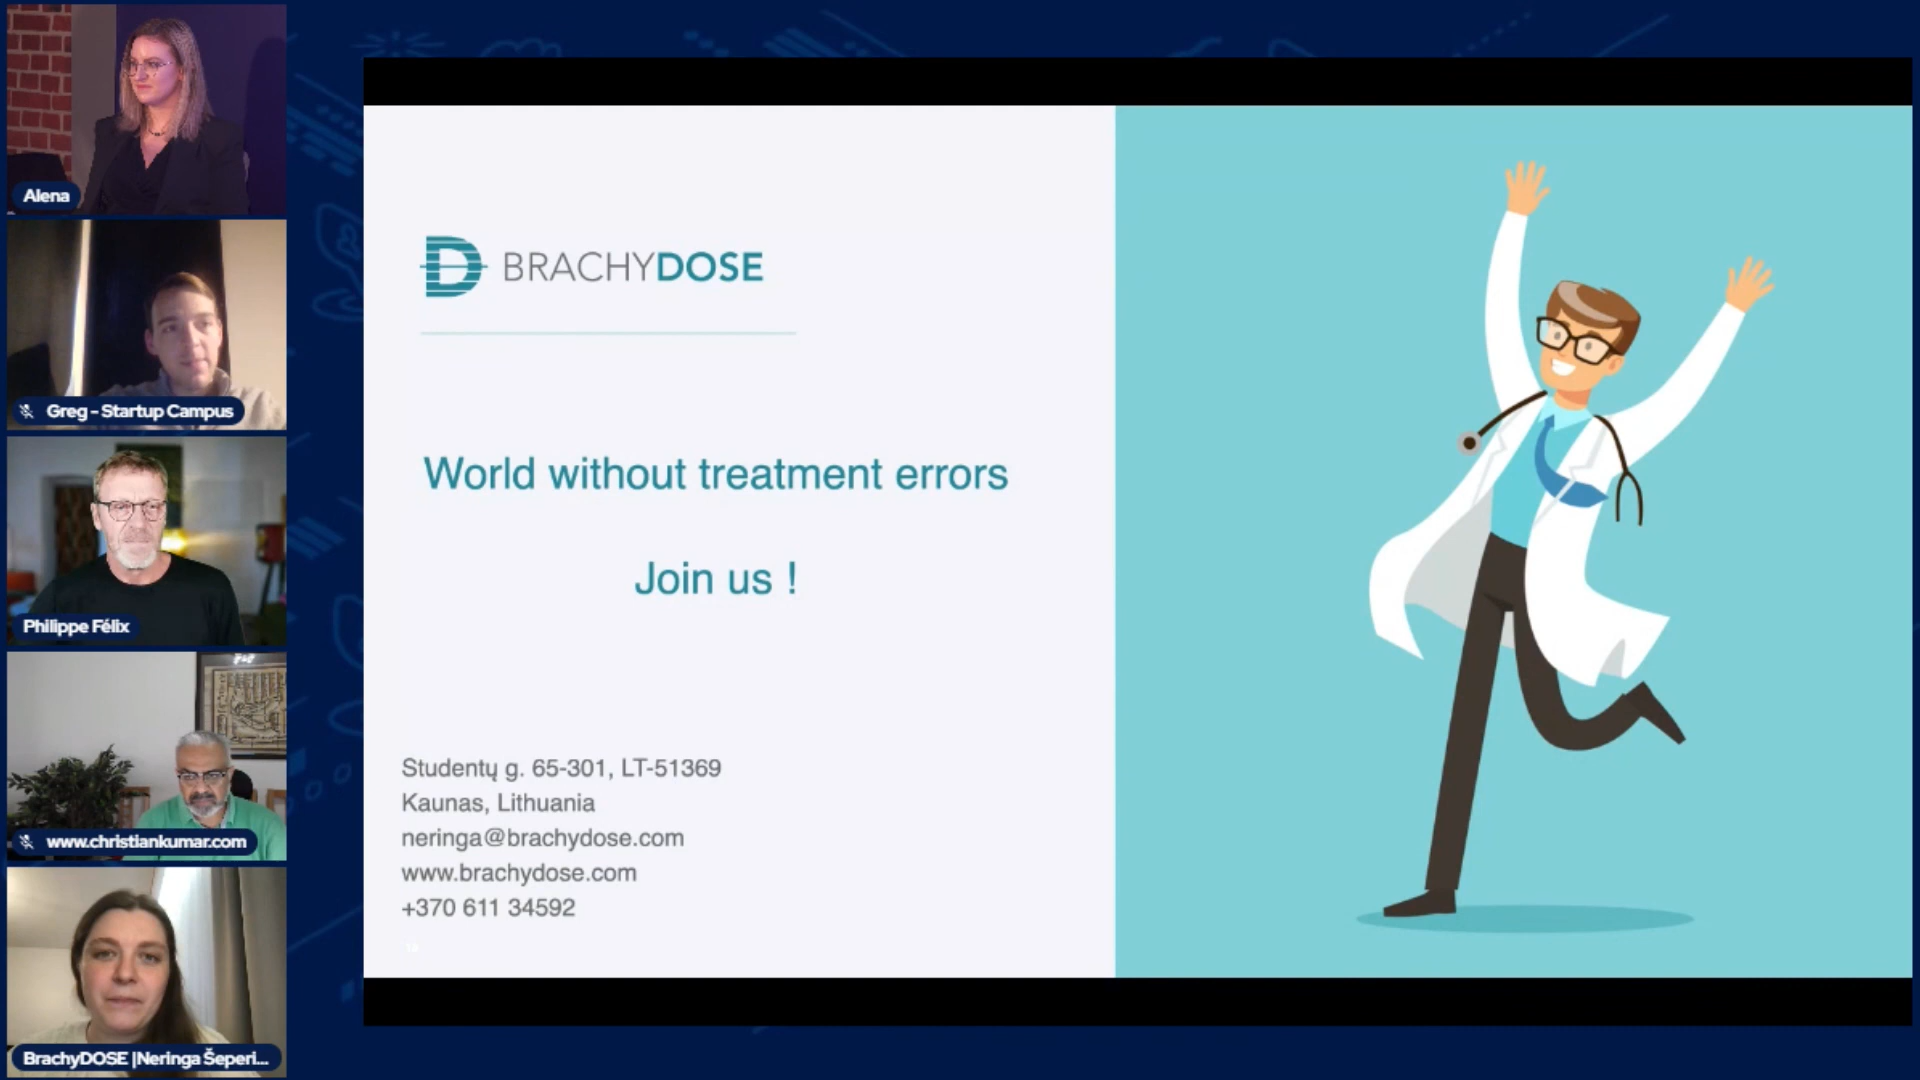 Alena
Greg - Startup Campus
Philippe Félix
www.christiankumar.com
BrachyDOSE |Neringa Šeperi...
BRACHYDOSE
World without treatment errors
Join us !
Studentų g. 65-301, LT-51369
Kaunas, Lithuania
neringa@brachydose.com
www.brachydose.com
+370 611 34592